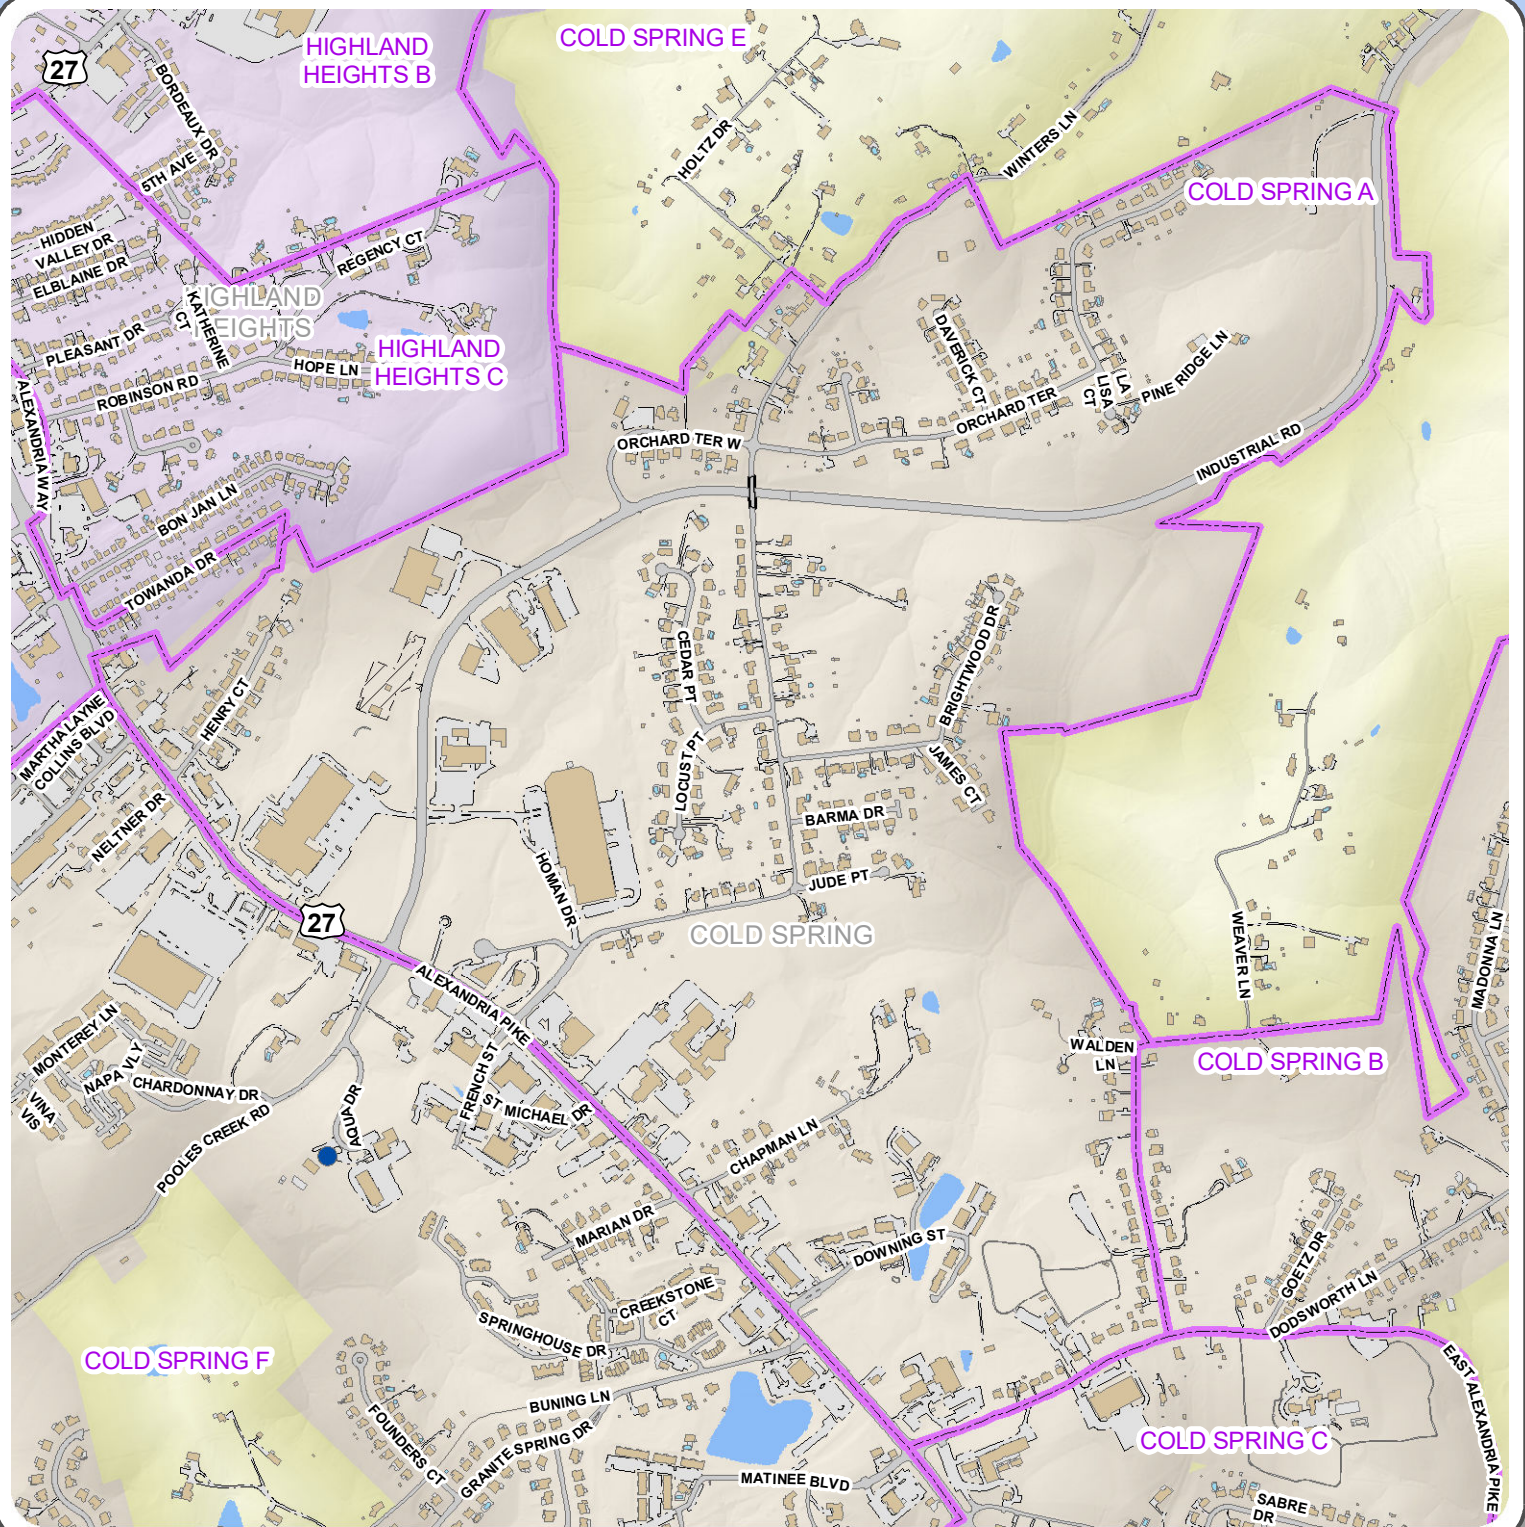 COLD SPRING E
HIGHLAND
HEIGHTS B
27
BORDEAUX DR
HOLTZ DR
WINTERS LN
5TH AVE
COLD SPRING A
HIDDEN
VALLEY DR
ELBLAINE DR
REGENCY CT
HIGHLAND
HEIGHTS
KATHERINE
CT
PLEASANT DR
HIGHLAND
HEIGHTS C
HOPE LN
ROBINSON RD
DAVERICK CT
PINE RIDGE LN
LA
LISA
CT
ORCHARD TER
ALEXANDRIA WAY
ORCHARD TER W
INDUSTRIAL RD
BON JAN LN
TOWANDA DR
CEDAR PT
BRIGHTWOOD DR
HENRY CT
MARTHA LAYNE
COLLINS BLVD
LOCUST PT
JAMES CT
NELTNER DR
BARMA DR
HOMAN DR
JUDE PT
27
COLD SPRING
WEAVER LN
MADONNA LN
ALEXANDRIA PIKE
MONTEREY LN
NAPA VLY
WALDEN
LN
COLD SPRING B
CHARDONNAY DR
VINA
VIS
FRENCH ST
ST MICHAEL DR
AQUA DR
POOLES CREEK RD
CHAPMAN LN
MARIAN DR
DOWNING ST
GOETZ DR
DODSWORTH LN
CREEKSTONE
CT
SPRINGHOUSE DR
COLD SPRING F
EAST ALEXANDRIA PIKE
BUNING LN
FOUNDERS CT
GRANITE SPRING DR
COLD SPRING C
MATINEE BLVD
SABRE
DR